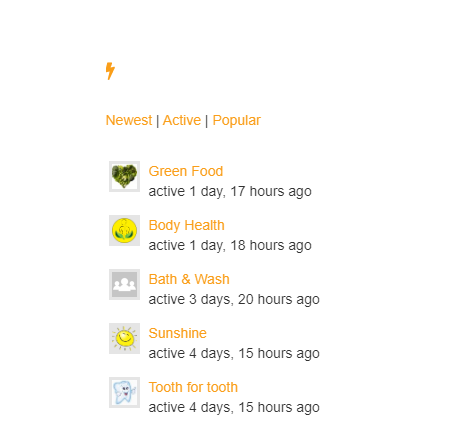 Newest | Active | Popular
Green Food
active 1 day, 17 hours ago
Body Health
active 1 day, 18 hours ago
Bath & Wash
active 3 days, 20 hours ago
Sunshine
active 4 days, 15 hours ago
Tooth for tooth
active 4 days, 15 hours ago